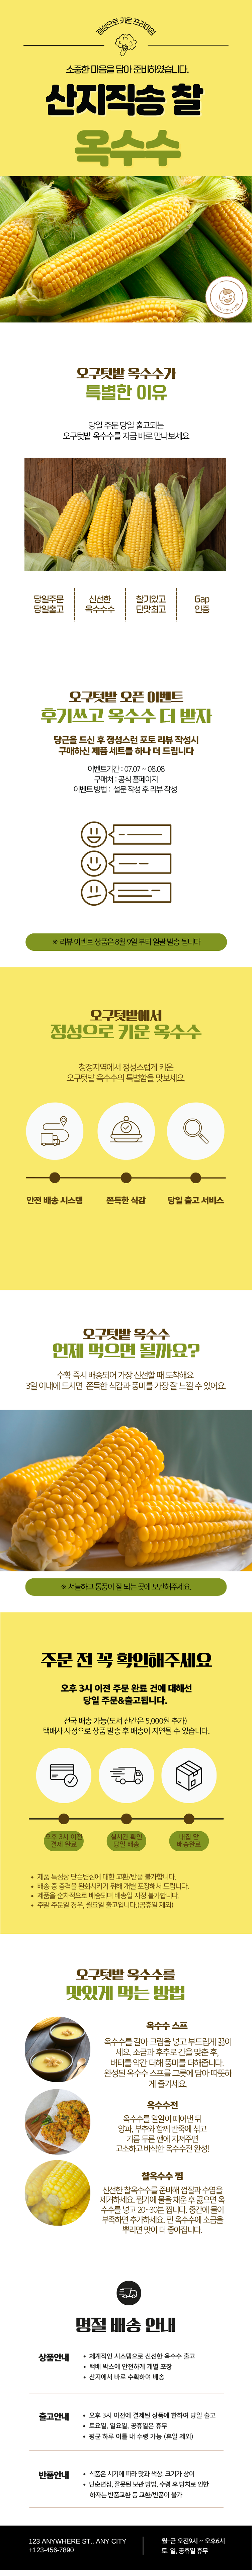 정성으로 키운 프리미엄
소중한 마음을 담아 준비하였습니다.
산지직송 찰
옥수수
오구텃밭 옥수수가
특별한 이유
당일 주문 당일 출고되는
오구텃밭 옥수수를 지금 바로 만나보세요
당일주문
당일출고
신선한
옥수수수
찰기있고
단맛최고
Gap
인증
오구텃밭 오픈 이벤트
후기쓰고 옥수수 더 받자
당근을 드신 후 정성스런 포토 리뷰 작성시
구매하신 제품 세트를 하나 더 드립니다
이벤트기간 : 07.07 ~ 08.08
구매처 : 공식 홈페이지
이벤트 방법 : 설문 작성 후 리뷰 작성
※ 리뷰 이벤트 상품은 8월 9일 부터 일괄 발송 됩니다
오구텃밭에서
정성으로 키운 옥수수
청정지역에서 정성스럽게 키운
오구텃밭 옥수수의 특별함을 맛보세요.
안전 배송 시스템
쫀득한 식감
당일 출고 서비스
오구텃밭 옥수수
언제 먹으면 될까요?
수확 즉시 배송되어 가장 신선할 때 도착해요
3일 이내에 드시면 쫀득한 식감과 풍미를 가장 잘 느낄 수 있어요.
※ 서늘하고 통풍이 잘 되는 곳에 보관해주세요.
주문 전 꼭 확인해주세요
오후 3시 이전 주문 완료 건에 대해선
당일 주문&출고됩니다.
전국 배송 가능(도서 산간은 5,000원 추가)
택배사 사정으로 상품 발송 후 배송이 지연될 수 있습니다.
오후 3시 이전
결제 완료
실시간 확인
당일 배송
내집 앞
배송완료
• 제품 특성상 단순변심에 대한 교환/반품 불가합니다.
• 배송 중 충격을 완화시키기 위해 개별 포장해서 드립니다.
• 제품을 순차적으로 배송되며 배송일 지정 불가합니다.
• 주말 주문일 경우, 월요일 출고입니다.(공휴일 제외)
오구텃밭 옥수수를
맛있게 먹는 방법
옥수수 스프
옥수수를 갈아 크림을 넣고 부드럽게 끓이
세요. 소금과 후추로 간을 맞춘 후,
버터를 약간 더해 풍미를 더해줍니다.
완성된 옥수수 스프를 그릇에 담아 따뜻하
게 즐기세요.
옥수수전
옥수수를 알알이 떼어낸 뒤
양파, 부추와 함께 반죽에 섞고
기름 두른 팬에 지져주면
고소하고 바삭한 옥수수전 완성!
찰옥수수 찜
신선한 찰옥수수를 준비해 껍질과 수염을
제거하세요. 찜기에 물을 채운 후 끓으면 옥
수수를 넣고 20~30분 찝니다. 중간에 물이
부족하면 추가하세요. 찐 옥수수에 소금을
뿌리면 맛이 더 좋아집니다.
명절 배송 안내
상품안내
• 체계적인 시스템으로 신선한 옥수수 출고
• 택배 박스에 안전하게 개별 포장
• 산지에서 바로 수확하여 배송
출고안내
• 오후 3시 이전에 결제된 상품에 한하여 당일 출고
• 토요일, 일요일, 공휴일은 휴무
• 평균 하루 이틀 내 수령 가능 (휴일 제외)
반품안내
• 식품은 시기에 따라 맛과 색상, 크기가 상이
• 단순변심, 잘못된 보관 방법, 수령 후 방치로 인한
하자는 반품교환 등 교환/반품이 불가
123 ANYWHERE ST., ANY CITY
+123-456-7890
월~금 오전9시 ~ 오후6시
토, 일, 공휴일 휴무